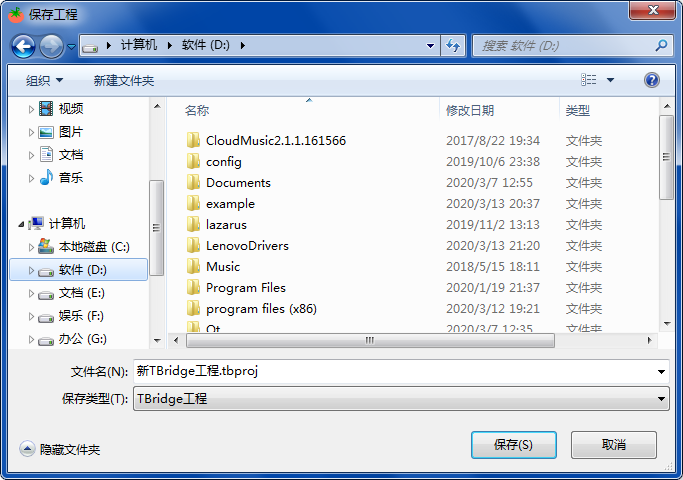 保存工程
计算机 软件 (D:) 搜索 软件 (D:)
组织 新建文件夹
视频
图片
文档
音乐
计算机
本地磁盘 (C:)
软件 (D:)
文档 (E:)
娱乐 (F:)
办公 (G:)
名称 修改日期 类型
CloudMusic2.1.1.161566 2017/8/22 19:34 文件夹
config 2019/10/6 23:38 文件夹
Documents 2020/3/7 12:55 文件夹
example 2020/3/13 20:37 文件夹
lazarus 2019/11/2 13:13 文件夹
LenovoDrivers 2020/3/13 21:20 文件夹
Music 2018/5/15 18:11 文件夹
Program Files 2020/1/19 21:37 文件夹
program files (x86) 2020/3/12 19:21 文件夹
Qt 2020/3/7 12:35 文件夹
文件名(N): 新TBridge工程.tbproj
保存类型(T): TBridge工程
隐藏文件夹 保存(S) 取消